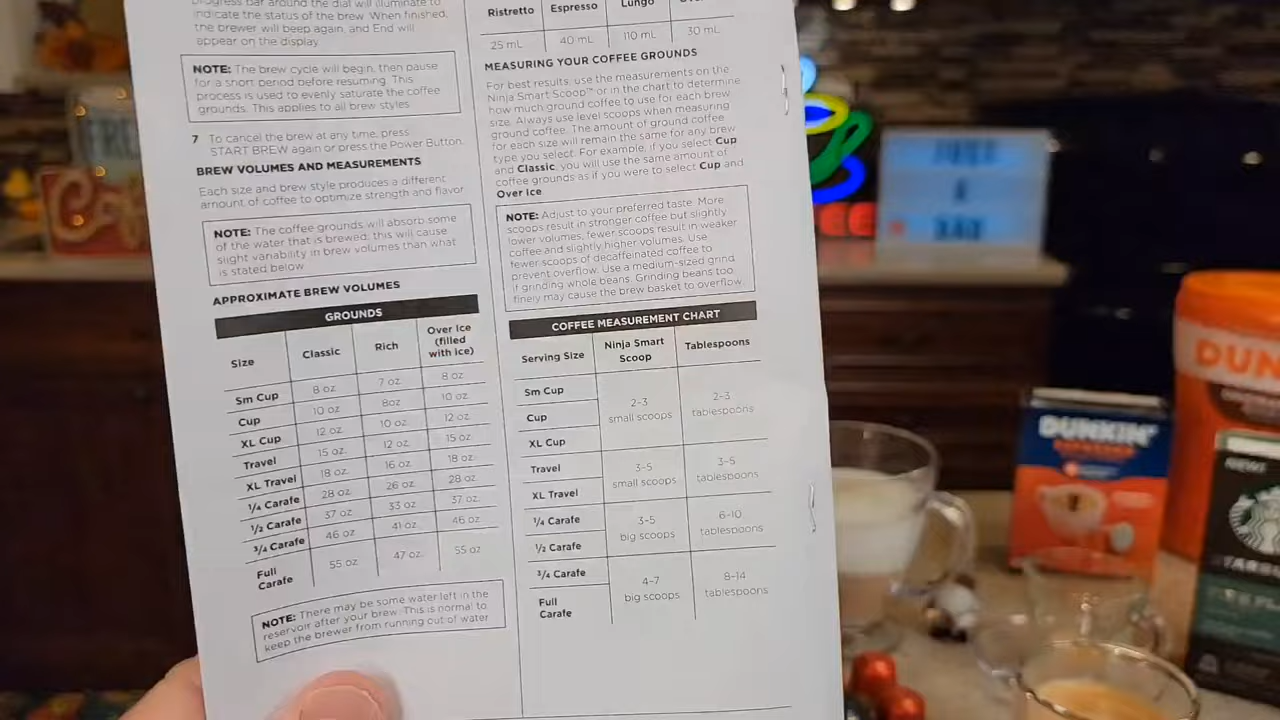 progress bar around the dial will illuminate to
indicate the status of the brew. When finished,
the brewer will beep again, and End will
appear on the display.
NOTE: The brew cycle will begin, then pause
for a short period before resuming. This
process is used to evenly saturate the coffee
grounds. This applies to all brew styles.
7 To cancel the brew at any time, press
START BREW again or press the Power Button.
BREW VOLUMES AND MEASUREMENTS
Each size and brew style produces a different
amount of coffee to optimize strength and flavor
NOTE: The coffee grounds will absorb some
of the water that is brewed; this will cause
slight variability in brew volumes than what
is stated below
APPROXIMATE BREW VOLUMES
GROUNDS
Size Classic Rich Over Ice
(filled
with ice)
Sm Cup 8 oz 7 oz 8 oz
Cup 10 oz 8oz 10 oz
XL Cup 12 oz 10 oz 12 oz
Travel 15 oz 12 oz 15 oz
XL Travel 18 oz 16 oz 18 oz
1/4 Carafe 28 oz 26 oz 28 oz
1/2 Carafe 37 oz 33 oz 37 oz
3/4 Carafe 46 oz 41 oz 46 oz
Full
Carafe 55 oz 47 oz 55 oz
NOTE: There may be some water left in the
reservoir after your brew. This is normal to
keep the brewer from running out of water
Ristretto Espresso Lungo
25 mL 40 mL 110 mL 30 mL
MEASURING YOUR COFFEE GROUNDS
For best results, use the measurements on the
Ninja Smart Scoop™ or in the chart to determine
how much ground coffee to use for each brew
size. Always use level scoops when measuring
ground coffee. The amount of ground coffee
for each size will remain the same for any brew
type you select. For example, if you select Cup
and Classic, you will use the same amount of
coffee grounds as if you were to select Cup and
Over Ice
NOTE: Adjust to your preferred taste. More
scoops result in stronger coffee but slightly
lower volumes, fewer scoops result in weaker
coffee and slightly higher volumes. Use
fewer scoops of decaffeinated coffee to
prevent overflow. Use a medium-sized grind
if grinding whole beans. Grinding beans too
finely may cause the brew basket to overflow.
COFFEE MEASUREMENT CHART
Serving Size Ninja Smart
Scoop Tablespoons
Sm Cup
Cup 2-3
small scoops 2-3
tablespoons
XL Cup
Travel 3-5
small scoops 3-5
tablespoons
XL Travel
1/4 Carafe 3-5
big scoops 6-10
tablespoons
1/2 Carafe
3/4 Carafe 4-7
big scoops 8-14
tablespoons
Full
Carafe
DUNKIN'
DUN
NEW!